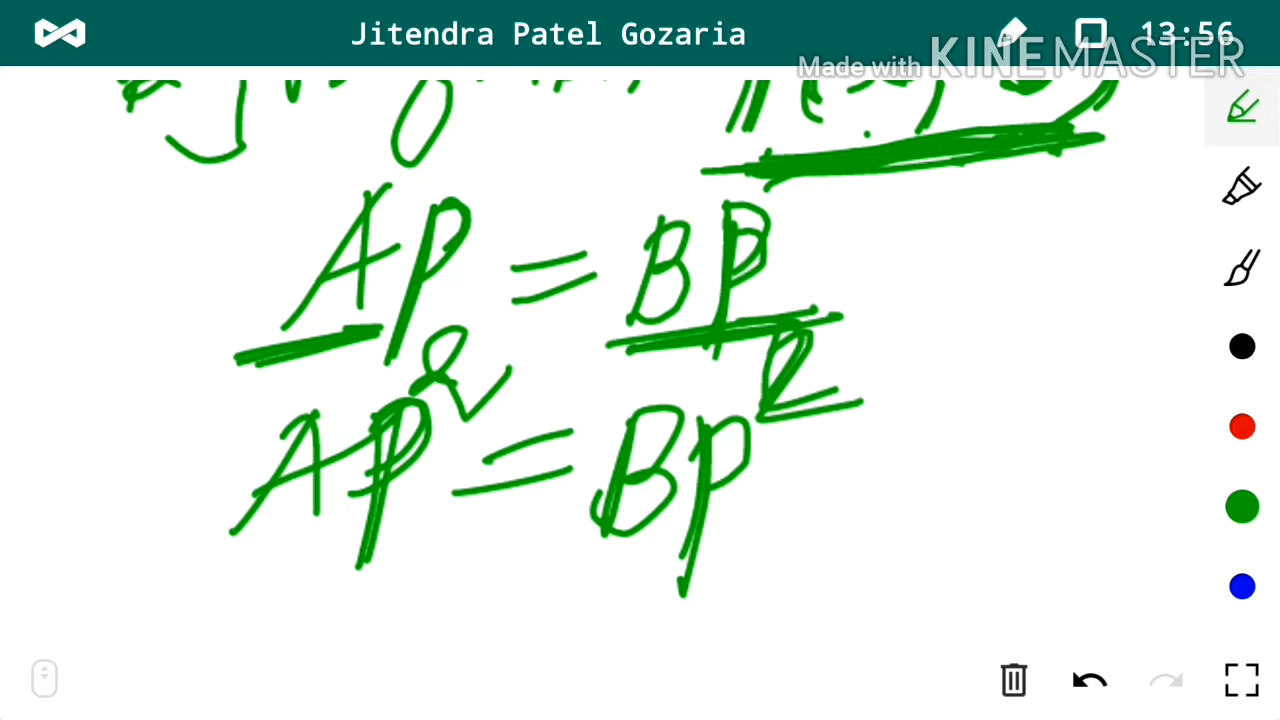 Jitendra Patel Gozaria 13:56
Made with KINEMASTER
AP = BP
AP² = BP²